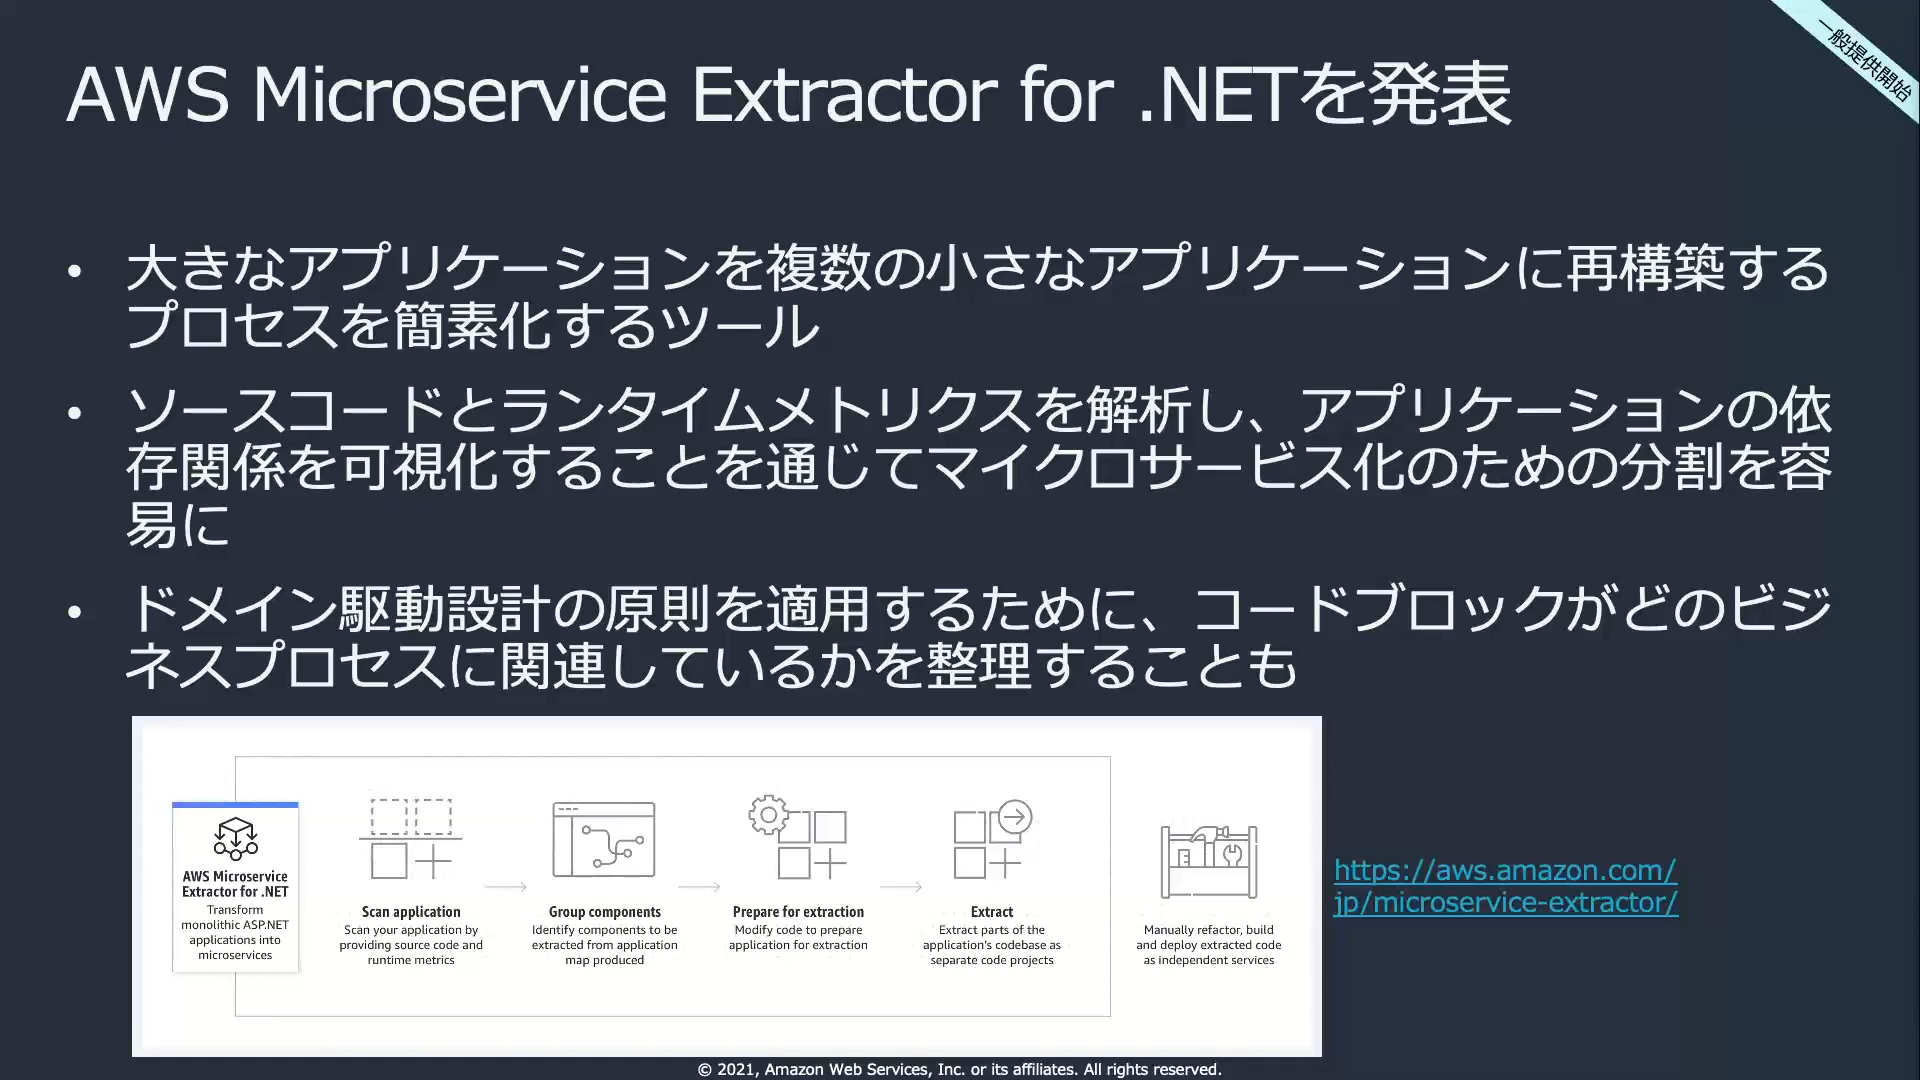 一般提供開始
AWS Microservice Extractor for .NETを発表
• 大きなアプリケーションを複数の小さなアプリケーションに再構築する
プロセスを簡素化するツール
• ソースコードとランタイムメトリクスを解析し、アプリケーションの依
存関係を可視化することを通じてマイクロサービス化のための分割を容
易に
• ドメイン駆動設計の原則を適用するために、コードブロックがどのビジ
ネスプロセスに関連しているかを整理することも
AWS Microservice
Extractor for .NET
Transform
monolithic ASP.NET
applications into
microservices
Scan application
Scan your application by
providing source code and
runtime metrics
Group components
Identify components to be
extracted from application
map produced
Prepare for extraction
Modify code to prepare
application for extraction
Extract
Extract parts of the
application's codebase as
separate code projects
Manually refactor, build
and deploy extracted code
as independent services
https://aws.amazon.com/
jp/microservice-extractor/
© 2021, Amazon Web Services, Inc. or its affiliates. All rights reserved.